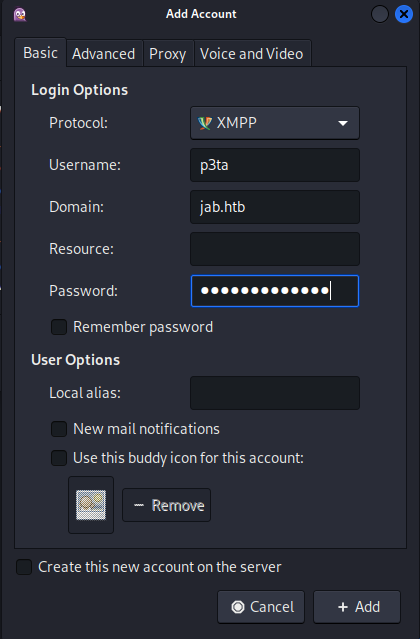 Add Account
Basic Advanced Proxy Voice and Video
Login Options
Protocol: XMPP
Username: p3ta
Domain: jab.htb
Resource:
Password: ●●●●●●●●●●●●●
Remember password
User Options
Local alias:
New mail notifications
Use this buddy icon for this account:
Remove
Create this new account on the server
Cancel Add